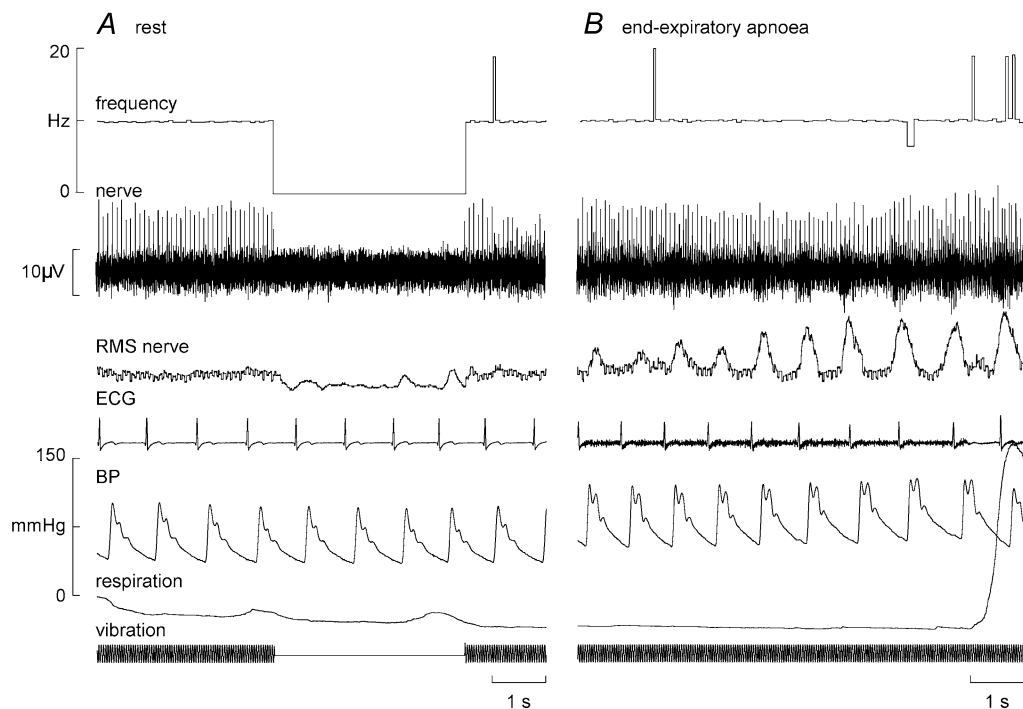 A rest
B end-expiratory apnoea
20
frequency
Hz
0
nerve
10µV
RMS nerve
ECG
150
BP
mmHg
respiration
0
vibration
1 s
1 s